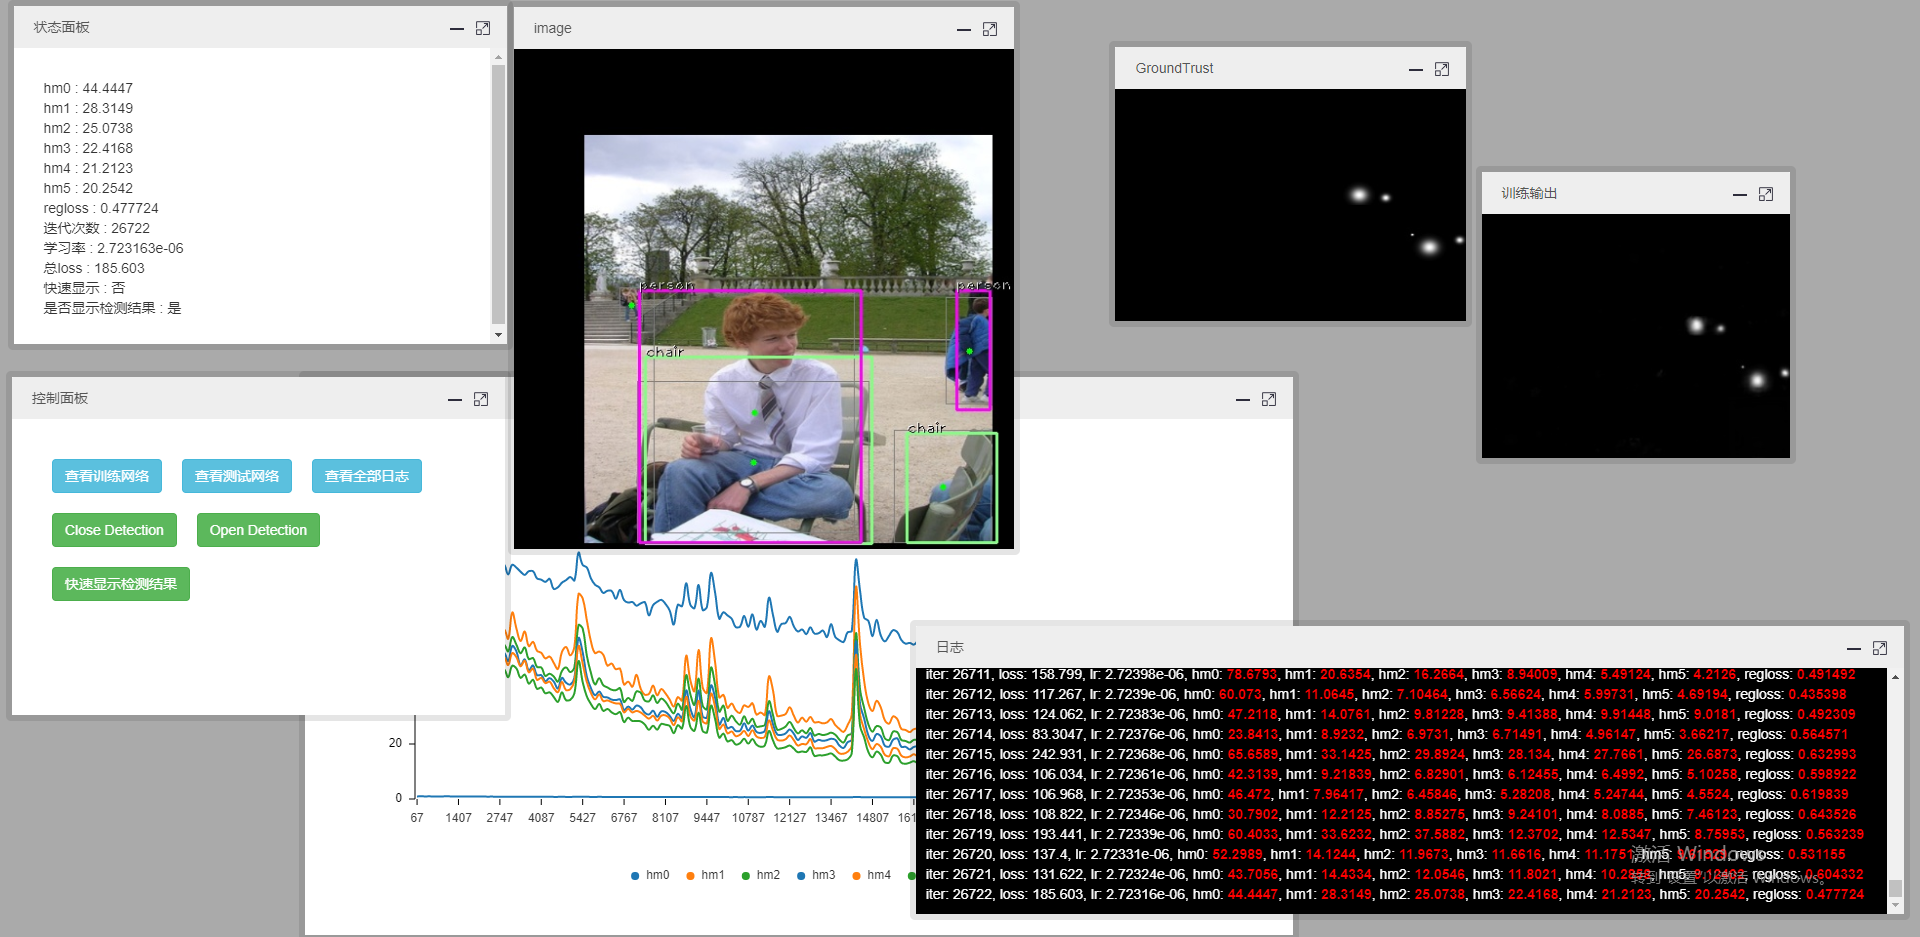 状态面板
hm0 : 44.4447
hm1 : 28.3149
hm2 : 25.0738
hm3 : 22.4168
hm4 : 21.2123
hm5 : 20.2542
regloss : 0.477724
迭代次数 : 26722
学习率 : 2.723163e-06
总loss : 185.603
快速显示 : 否
是否显示检测结果 : 是
image
person
person
chair
chair
GroundTrust
训练输出
控制面板
查看训练网络 查看测试网络 查看全部日志
Close Detection Open Detection
快速显示检测结果
20
0
67 1407 2747 4087 5427 6767 8107 9447 10787 12127 13467 14807 161
hm0 hm1 hm2 hm3 hm4
日志
iter: 26711, loss: 158.799, lr: 2.72398e-06, hm0: 78.6793, hm1: 20.6354, hm2: 16.2664, hm3: 8.94009, hm4: 5.49124, hm5: 4.2126, regloss: 0.491492
iter: 26712, loss: 117.267, lr: 2.7239e-06, hm0: 60.073, hm1: 11.0645, hm2: 7.10464, hm3: 6.56624, hm4: 5.99731, hm5: 4.69194, regloss: 0.435398
iter: 26713, loss: 124.062, lr: 2.72383e-06, hm0: 47.2118, hm1: 14.0761, hm2: 9.81228, hm3: 9.41388, hm4: 9.91448, hm5: 9.0181, regloss: 0.492309
iter: 26714, loss: 83.3047, lr: 2.72376e-06, hm0: 23.8413, hm1: 8.9232, hm2: 6.9731, hm3: 6.71491, hm4: 4.96147, hm5: 3.66217, regloss: 0.564571
iter: 26715, loss: 242.931, lr: 2.72368e-06, hm0: 65.6589, hm1: 33.1425, hm2: 29.8924, hm3: 28.134, hm4: 27.7661, hm5: 26.6873, regloss: 0.632993
iter: 26716, loss: 106.034, lr: 2.72361e-06, hm0: 42.3139, hm1: 9.21839, hm2: 6.82901, hm3: 6.12455, hm4: 6.4992, hm5: 5.10258, regloss: 0.598922
iter: 26717, loss: 106.968, lr: 2.72353e-06, hm0: 46.472, hm1: 7.96417, hm2: 6.45846, hm3: 5.28208, hm4: 5.24744, hm5: 4.5524, regloss: 0.619839
iter: 26718, loss: 108.822, lr: 2.72346e-06, hm0: 30.7902, hm1: 12.2125, hm2: 8.85275, hm3: 9.24101, hm4: 8.0885, hm5: 7.46123, regloss: 0.643526
iter: 26719, loss: 193.441, lr: 2.72339e-06, hm0: 60.4033, hm1: 33.6232, hm2: 37.5882, hm3: 12.3702, hm4: 12.5347, hm5: 8.75953, regloss: 0.563239
iter: 26720, loss: 137.4, lr: 2.72331e-06, hm0: 52.2989, hm1: 14.1244, hm2: 11.9673, hm3: 11.6616, hm4: 11.1751, hm5: regloss: 0.531155
iter: 26721, loss: 131.622, lr: 2.72324e-06, hm0: 43.7056, hm1: 14.4334, hm2: 12.0546, hm3: 11.8021, hm4: hm5: regloss: 0.604332
iter: 26722, loss: 185.603, lr: 2.72316e-06, hm0: 44.4447, hm1: 28.3149, hm2: 25.0738, hm3: 22.4168, hm4: 21.2123, hm5: 20.2542, regloss: 0.477724
激活 Windows
转到"设置"以激活 Windows。